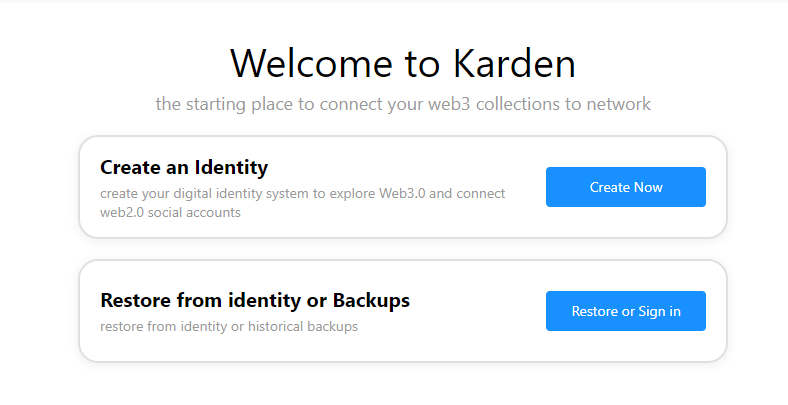 Welcome to Karden
the starting place to connect your web3 collections to network
Create an Identity
create your digital identity system to explore Web3.0 and connect
web2.0 social accounts
Create Now
Restore from identity or Backups
restore from identity or historical backups
Restore or Sign in